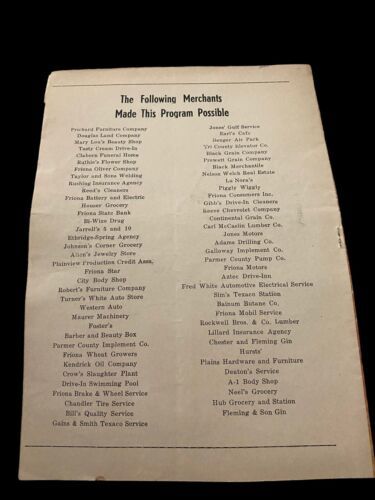 The Following Merchants
Made This Program Possible
Prichard Furniture Company
Douglas Land Company
Mary Lou's Beauty Shop
Tasty Cream Drive-In
Claborn Funeral Home
Ruthie's Flower Shop
Friona Oliver Company
Taylor and Sons Welding
Rushing Insurance Agency
Reed's Cleaners
Friona Battery and Electric
Houser Grocery
Friona State Bank
Bi-Wize Drug
Jarrell's 5 and 10
Ethridge-Spring Agency
Johnson's Corner Grocery
Allen's Jewelry Store
Plainview Production Credit Assn.
Friona Star
City Body Shop
Robert's Furniture Company
Turner's White Auto Store
Western Auto
Maurer Machinery
Foster's
Barber and Beauty Box
Parmer County Implement Co.
Friona Wheat Growers
Kendrick Oil Company
Crow's Slaughter Plant
Drive-In Swimming Pool
Friona Brake & Wheel Service
Chandler Tire Service
Bill's Quality Service
Gains & Smith Texaco Service
Jones' Gulf Service
Bart's Cafe
Benger Air Park
Tri County Elevator Co.
Black Grain Company
Prewett Grain Company
Black Merchantile
Nelson Welch Real Estate
La Nora's
Piggly Wiggly
Friona Consumers Inc.
Gibb's Drive-In Cleaners
Reeve Chevrolet Company
Continental Grain Co.
Carl McCaslin Lumber Co.
Jones Motors
Adams Drilling Co.
Galloway Implement Co.
Parmer County Pump Co.
Friona Motors
Aztec Drive-Inn
Fred White Automotive Electrical Service
Sim's Texaco Station
Bainum Butane Co.
Friona Mobil Service
Rockwell Bros. & Co. Lumber
Lillard Insurance Agency
Chester and Fleming Gin
Hursts'
Plains Hardware and Furniture
Deaton's Service
A-1 Body Shop
Neel's Grocery
Hub Grocery and Station
Fleming & Son Gin